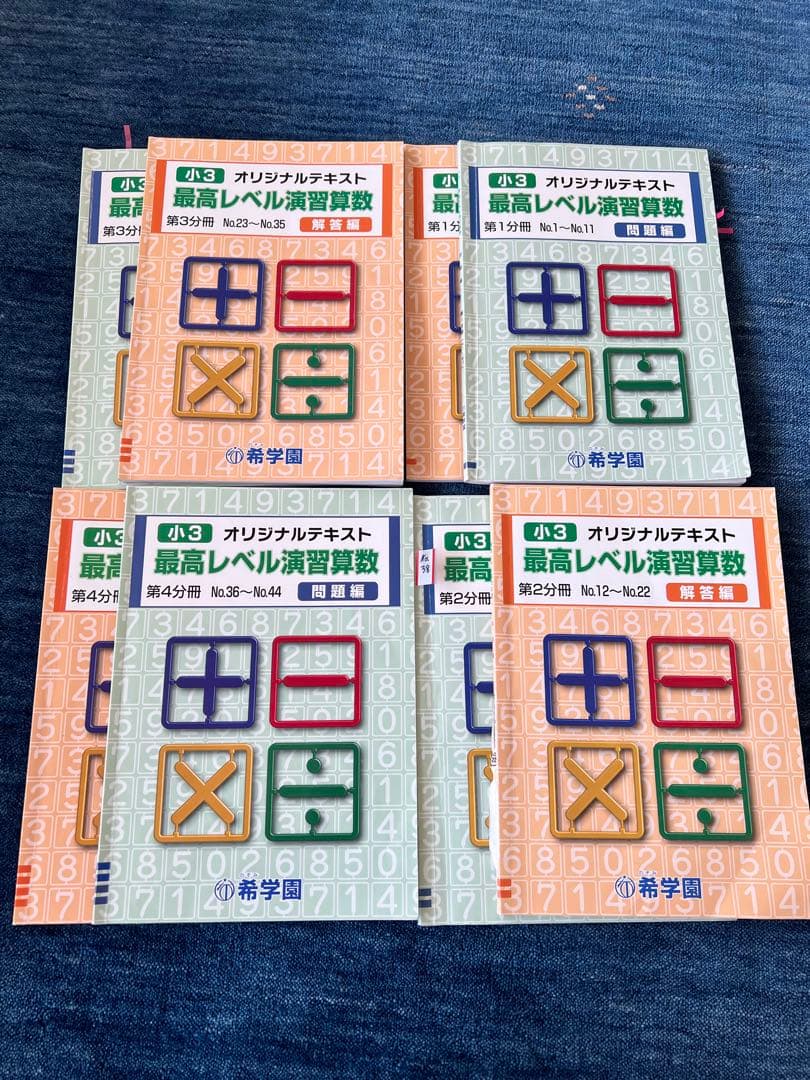 小3
最高
第3分冊
小3 オリジナルテキスト
最高レベル演習算数
第3分冊 No.23〜No.35 解答編
希学園
小3
最
第1分
小3 オリジナルテキスト
最高レベル演習算数
第1分冊 No.1〜No.11 問題編
希学園
小3
最高
第4分冊
小3 オリジナルテキスト
最高レベル演習算数
第4分冊 No.36〜No.44 問題編
希学園
小3
最高
第2分冊
小3 オリジナルテキスト
最高レベル演習算数
第2分冊 No.12〜No.22 解答編
希学園